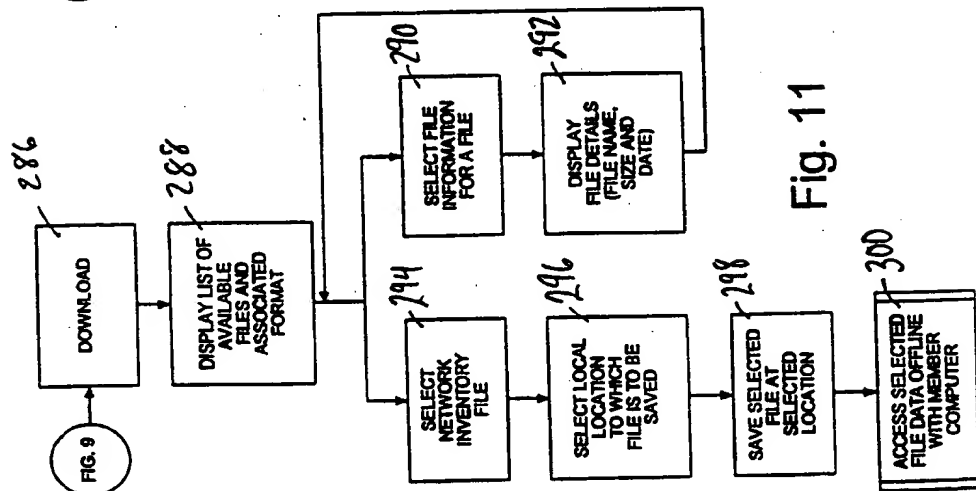 FIG. 9
286
DOWNLOAD
288
DISPLAY LIST OF
AVAILABLE
FILES AND
ASSOCIATED
FORMAT
290
SELECT FILE
INFORMATION
FOR A FILE
292
DISPLAY
FILE DETAILS
(FILE NAME,
SIZE AND
DATE)
294
SELECT
NETWORK
INVENTORY
FILE
296
SELECT LOCAL
LOCATION
TO WHICH
FILE IS TO BE
SAVED
298
SAVE SELECTED
FILE AT
SELECTED
LOCATION
300
ACCESS SELECTED
FILE DATA OFFLINE
WITH MEMBER
COMPUTER
Fig. 11